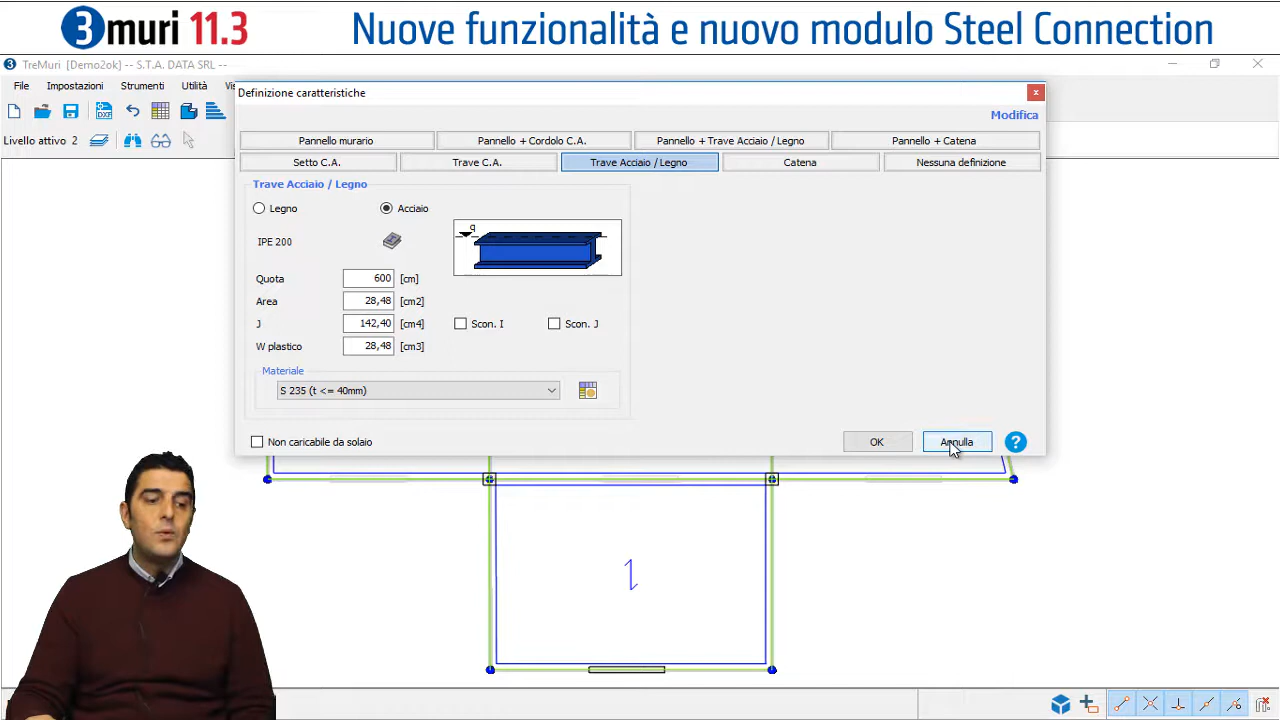 3muri 11.3
Nuove funzionalità e nuovo modulo Steel Connection
3 TreMuri [Demo2ok] -- S.T.A. DATA SRL --
File Impostazioni Strumenti Utilità Vis
DXF
Livello attivo 2
Definizione caratteristiche
x
Modifica
Pannello murario Pannello + Cordolo C.A. Pannello + Trave Acciaio / Legno Pannello + Catena
Setto C.A. Trave C.A. Trave Acciaio / Legno Catena Nessuna definizione
Trave Acciaio / Legno
Legno Acciaio
IPE 200
q
Quota 600 [cm]
Area 28,48 [cm2]
J 142,40 [cm4] Scon. I Scon. J
W plastico 28,48 [cm3]
Materiale
S 235 (t <= 40mm)
Non caricabile da solaio
OK Annulla ?